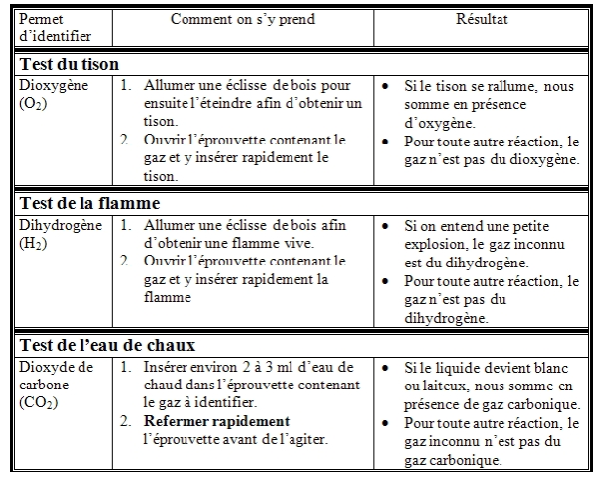 Permet
d'identifier
Comment on s'y prend
Résultat
Test du tison
Dioxygène
(O2)
1. Allumer une éclisse de bois pour
ensuite l'éteindre afin d'obtenir un
tison.
2. Ouvrir l'éprouvette contenant le
gaz et y insérer rapidement le
tison.
• Si le tison se rallume, nous
somme en présence
d'oxygène.
• Pour toute autre réaction, le
gaz n'est pas du dioxygène.
Test de la flamme
Dihydrogène
(H2)
1. Allumer une éclisse de bois afin
d'obtenir une flamme vive.
2. Ouvrir l'éprouvette contenant le
gaz et y insérer rapidement la
flamme
• Si on entend une petite
explosion, le gaz inconnu
est du dihydrogène.
• Pour toute autre réaction, le
gaz n'est pas du
dihydrogène.
Test de l'eau de chaux
Dioxyde de
carbone
(CO2)
1. Insérer environ 2 à 3 ml d'eau de
chaud dans l'éprouvette contenant
le gaz à identifier.
2. Refermer rapidement
l'éprouvette avant de l'agiter.
• Si le liquide devient blanc
ou laiteux, nous somme en
présence de gaz carbonique.
• Pour toute autre réaction, le
gaz inconnu n'est pas du
gaz carbonique.